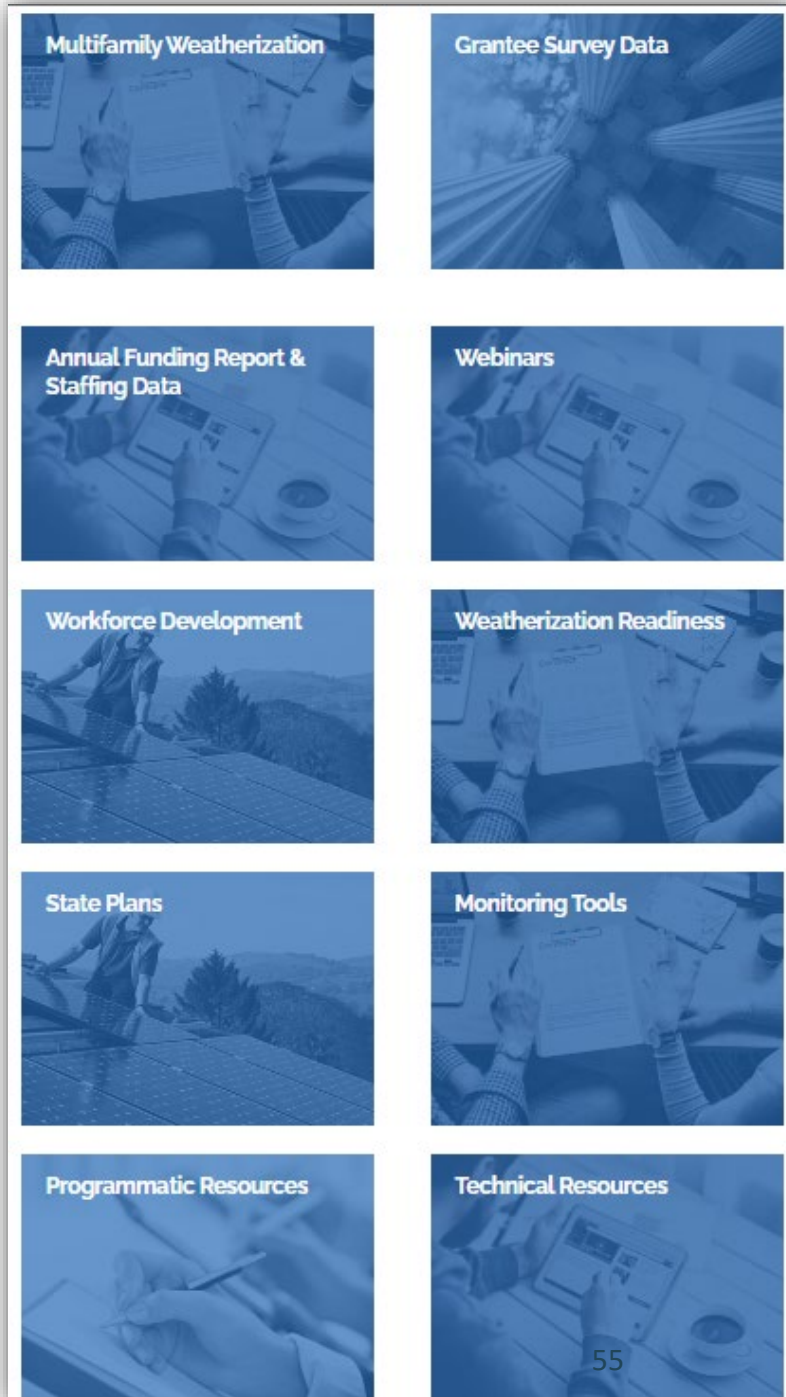 Multifamily Weatherization
Grantee Survey Data
Annual Funding Report &
Staffing Data
Webinars
Workforce Development
Weatherization Readiness
State Plans
Monitoring Tools
Programmatic Resources
Technical Resources
55